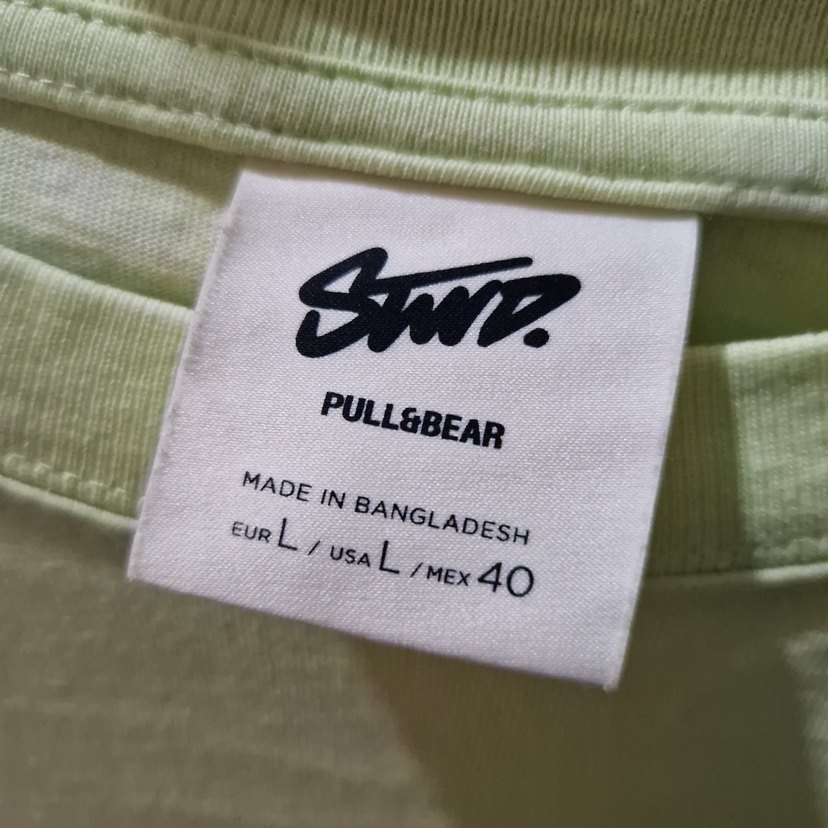 STWD.
PULL&BEAR
MADE IN BANGLADESH
EUR L / USA L / MEX 40